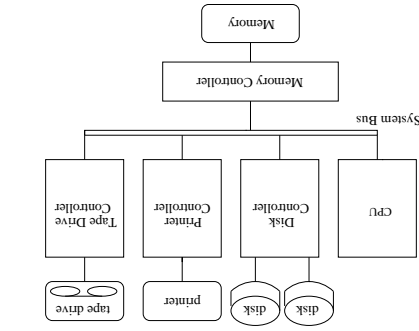 disk
disk
printer
tape drive
CPU
Disk
Controller
Printer
Controller
Tape Drive
Controller
System Bus
Memory Controller
Memory